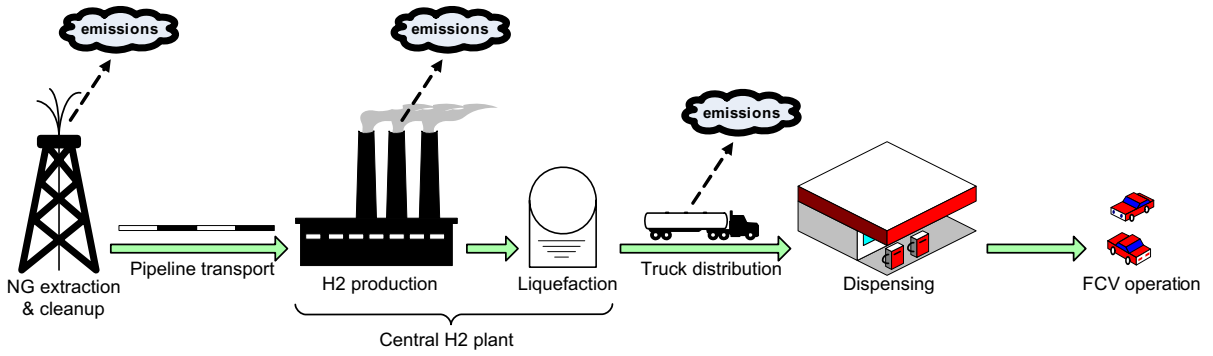 emissions
emissions
emissions
NG extraction
& cleanup
Pipeline transport
H2 production
Liquefaction
Truck distribution
Dispensing
FCV operation
Central H2 plant